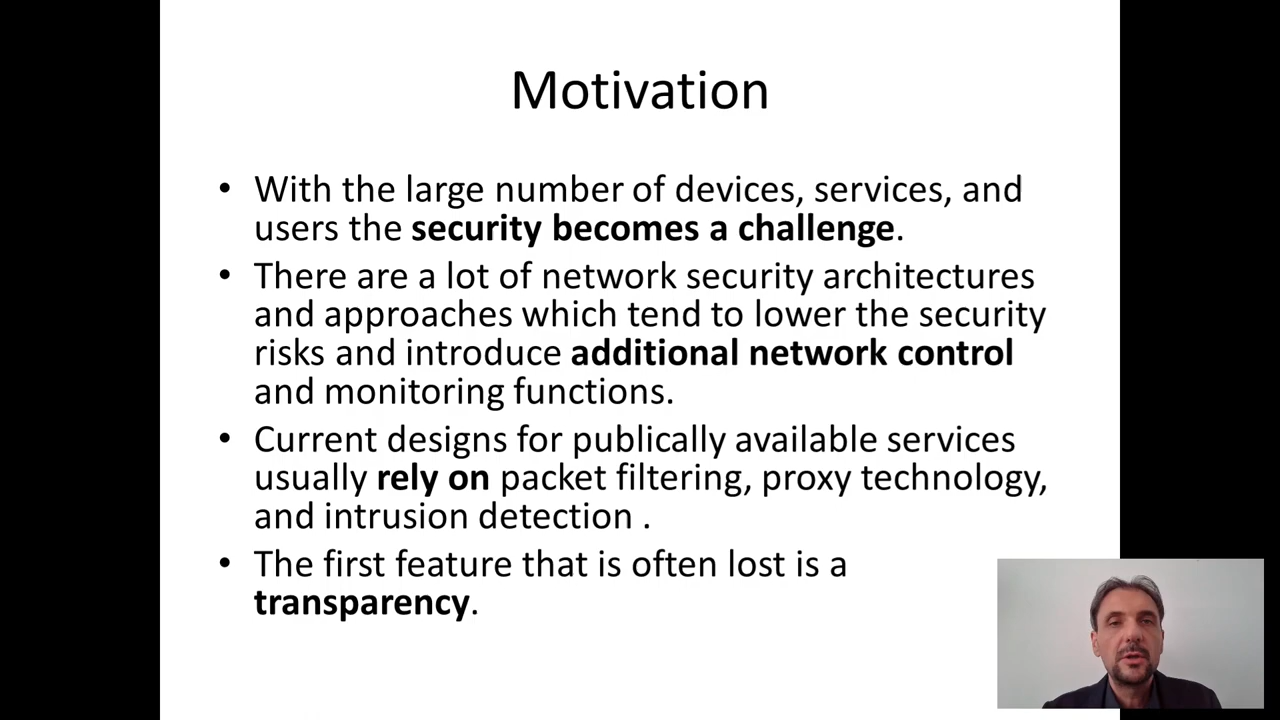 Motivation
• With the large number of devices, services, and
users the security becomes a challenge.
• There are a lot of network security architectures
and approaches which tend to lower the security
risks and introduce additional network control
and monitoring functions.
• Current designs for publically available services
usually rely on packet filtering, proxy technology,
and intrusion detection .
• The first feature that is often lost is a
transparency.